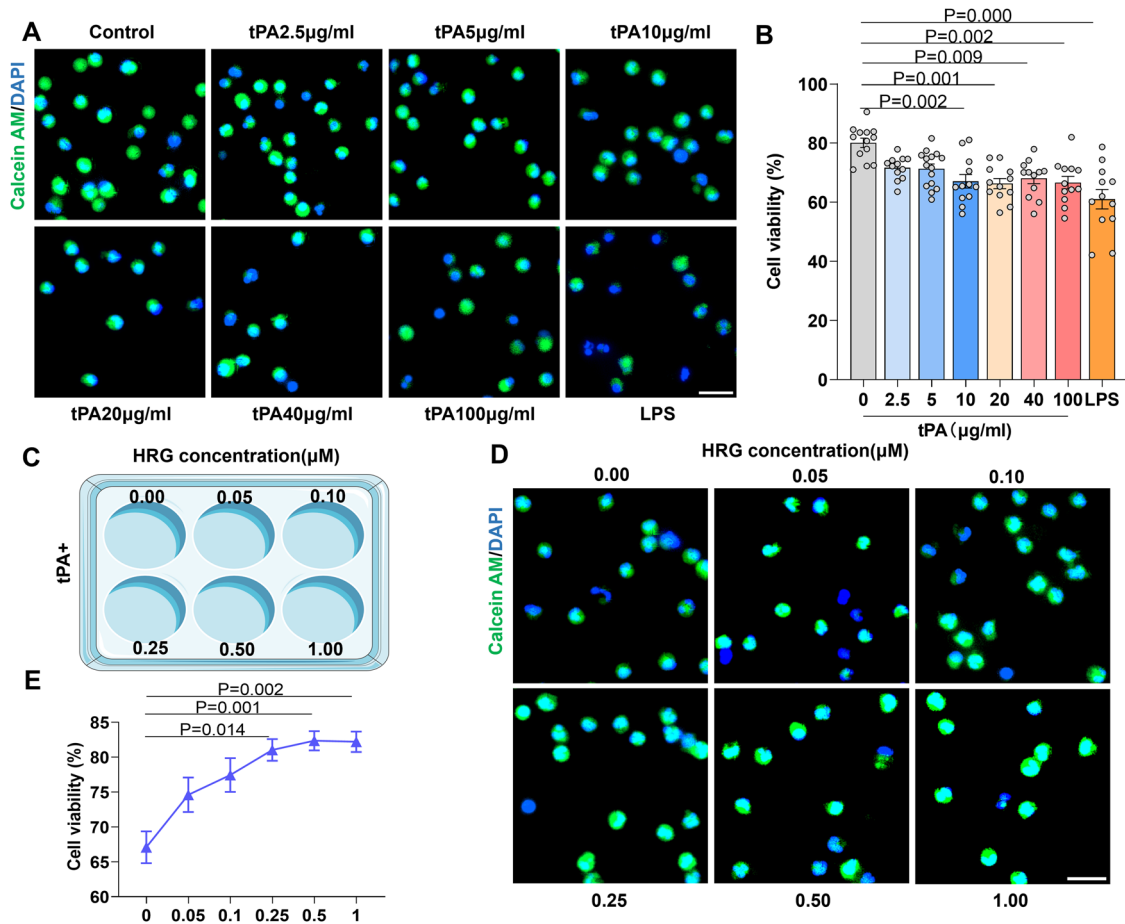 A
Control
tPA2.5μg/ml
tPA5μg/ml
tPA10μg/ml
Calcein AM/DAPI
tPA20μg/ml
tPA40μg/ml
tPA100μg/ml
LPS
B
P=0.000
P=0.002
P=0.009
P=0.001
P=0.002
Cell viability (%)
100
80
60
40
20
0
0 2.5 5 10 20 40 100 LPS
tPA(μg/ml)
C
HRG concentration(μM)
tPA+
0.00 0.05 0.10
0.25 0.50 1.00
D
HRG concentration(μM)
0.00 0.05 0.10
Calcein AM/DAPI
0.25 0.50 1.00
E
P=0.002
P=0.001
P=0.014
Cell viability (%)
85
80
75
70
65
60
0 0.05 0.1 0.25 0.5 1